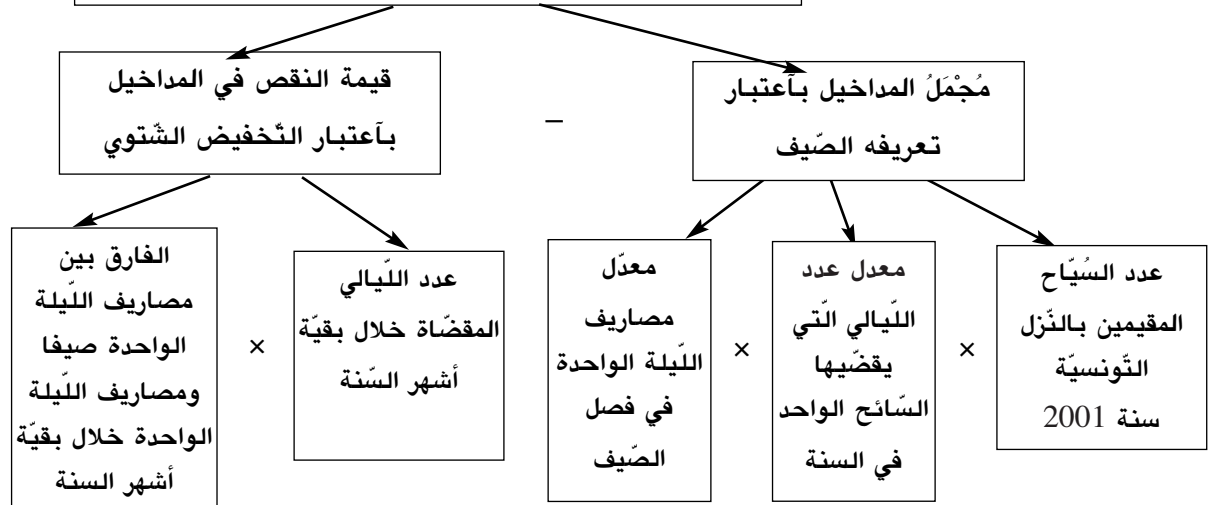 مُجْمَلُ المداخيل بآعتبار
تعريفه الصّيف
−
قيمة النقص في المداخيل
بآعتبار التّخفيض الشّتوي
عدد السُيّاح
المقيمين بالنّزل
التّونسيّة
سنة 2001
×
معدل عدد
اللّيالي التّي
يقضّيها
السّائح الواحد
في السنة
×
معدّل
مصاريف
اللّيلة الواحدة
في فصل
الصّيف
عدد اللّيالي
المقضّاة خلال بقيّة
أشهر السّنة
×
الفارق بين
مصاريف اللّيلة
الواحدة صيفا
ومصاريف اللّيلة
الواحدة خلال بقيّة
أشهر السنة